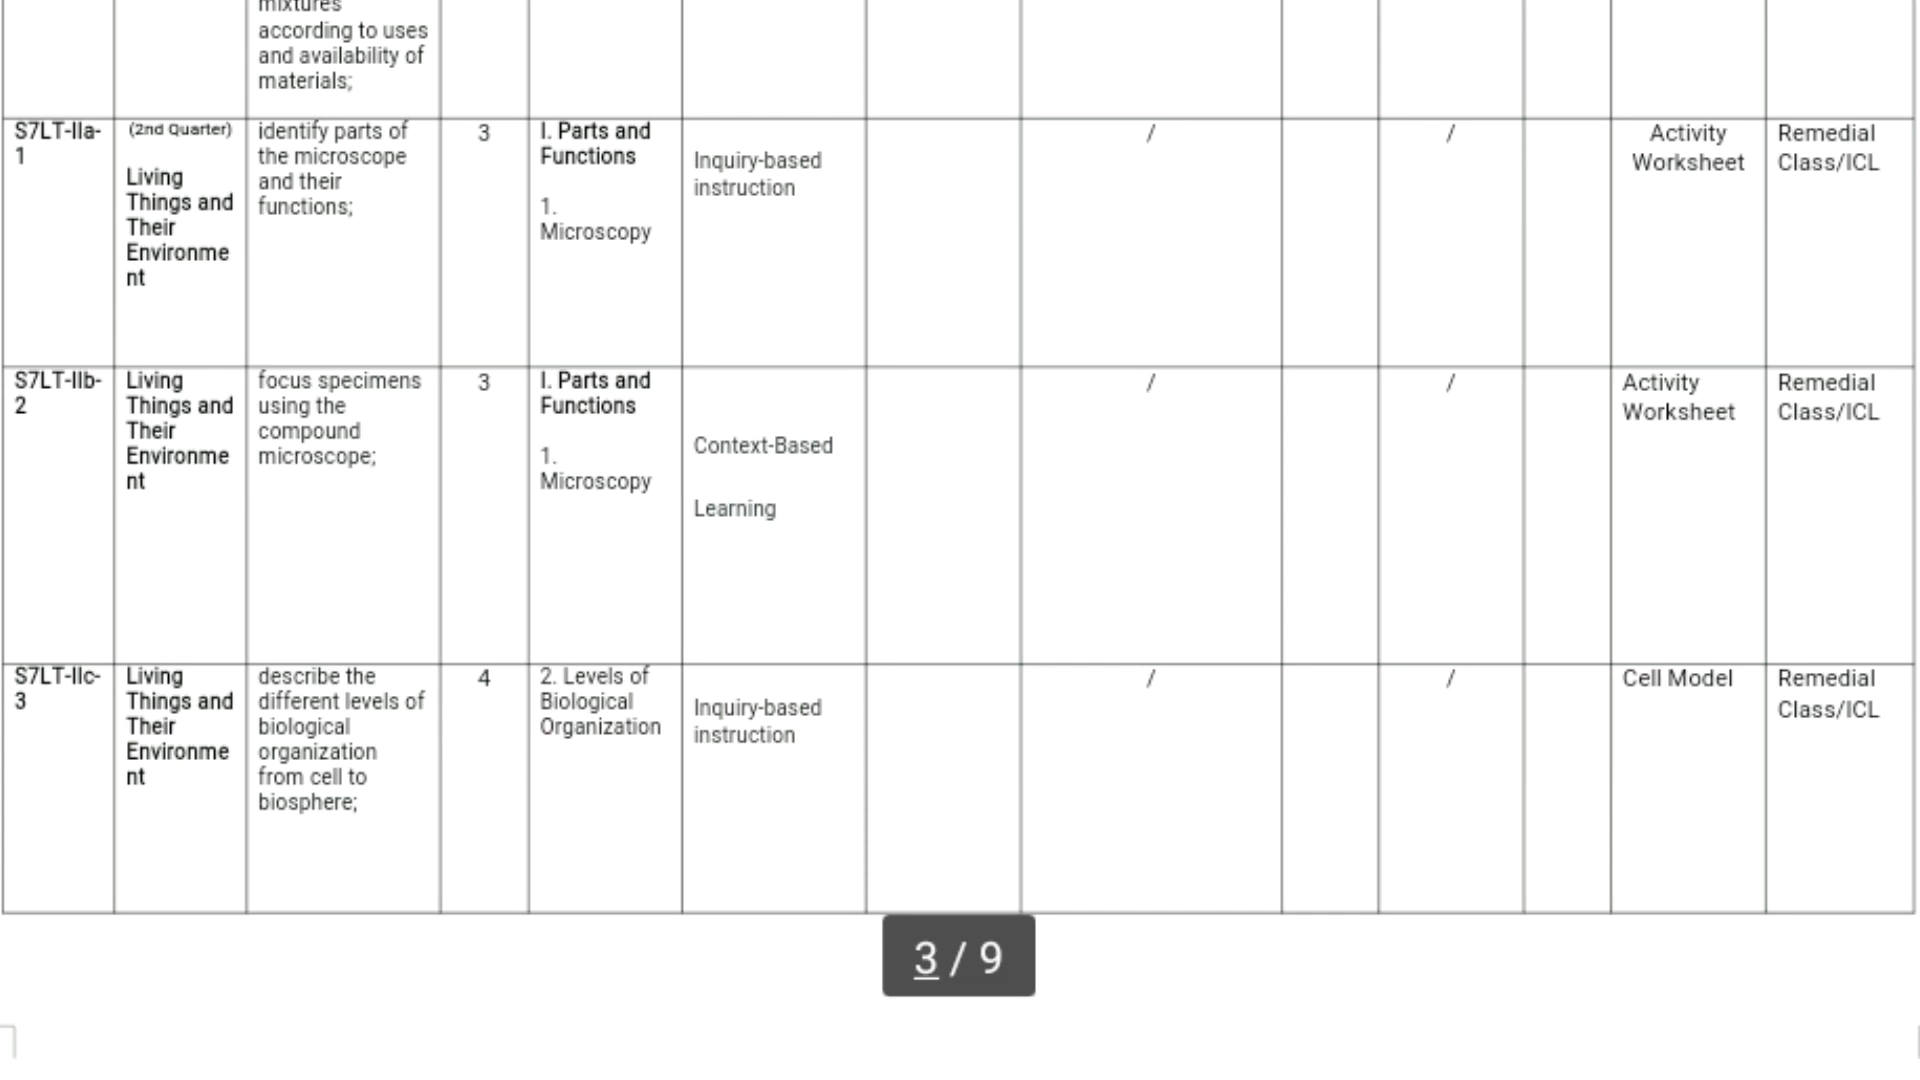 mixtures
according to uses
and availability of
materials;
S7LT-IIa-
1
(2nd Quarter)
Living
Things and
Their
Environme
nt
identify parts of
the microscope
and their
functions;
3
I. Parts and
Functions
1.
Microscopy
Inquiry-based
instruction
/
/
Activity
Worksheet
Remedial
Class/ICL
S7LT-IIb-
2
Living
Things and
Their
Environme
nt
focus specimens
using the
compound
microscope;
3
I. Parts and
Functions
1.
Microscopy
Context-Based
Learning
/
/
Activity
Worksheet
Remedial
Class/ICL
S7LT-IIc-
3
Living
Things and
Their
Environme
nt
describe the
different levels of
biological
organization
from cell to
biosphere;
4
2. Levels of
Biological
Organization
Inquiry-based
instruction
/
/
Cell Model
Remedial
Class/ICL
3 / 9